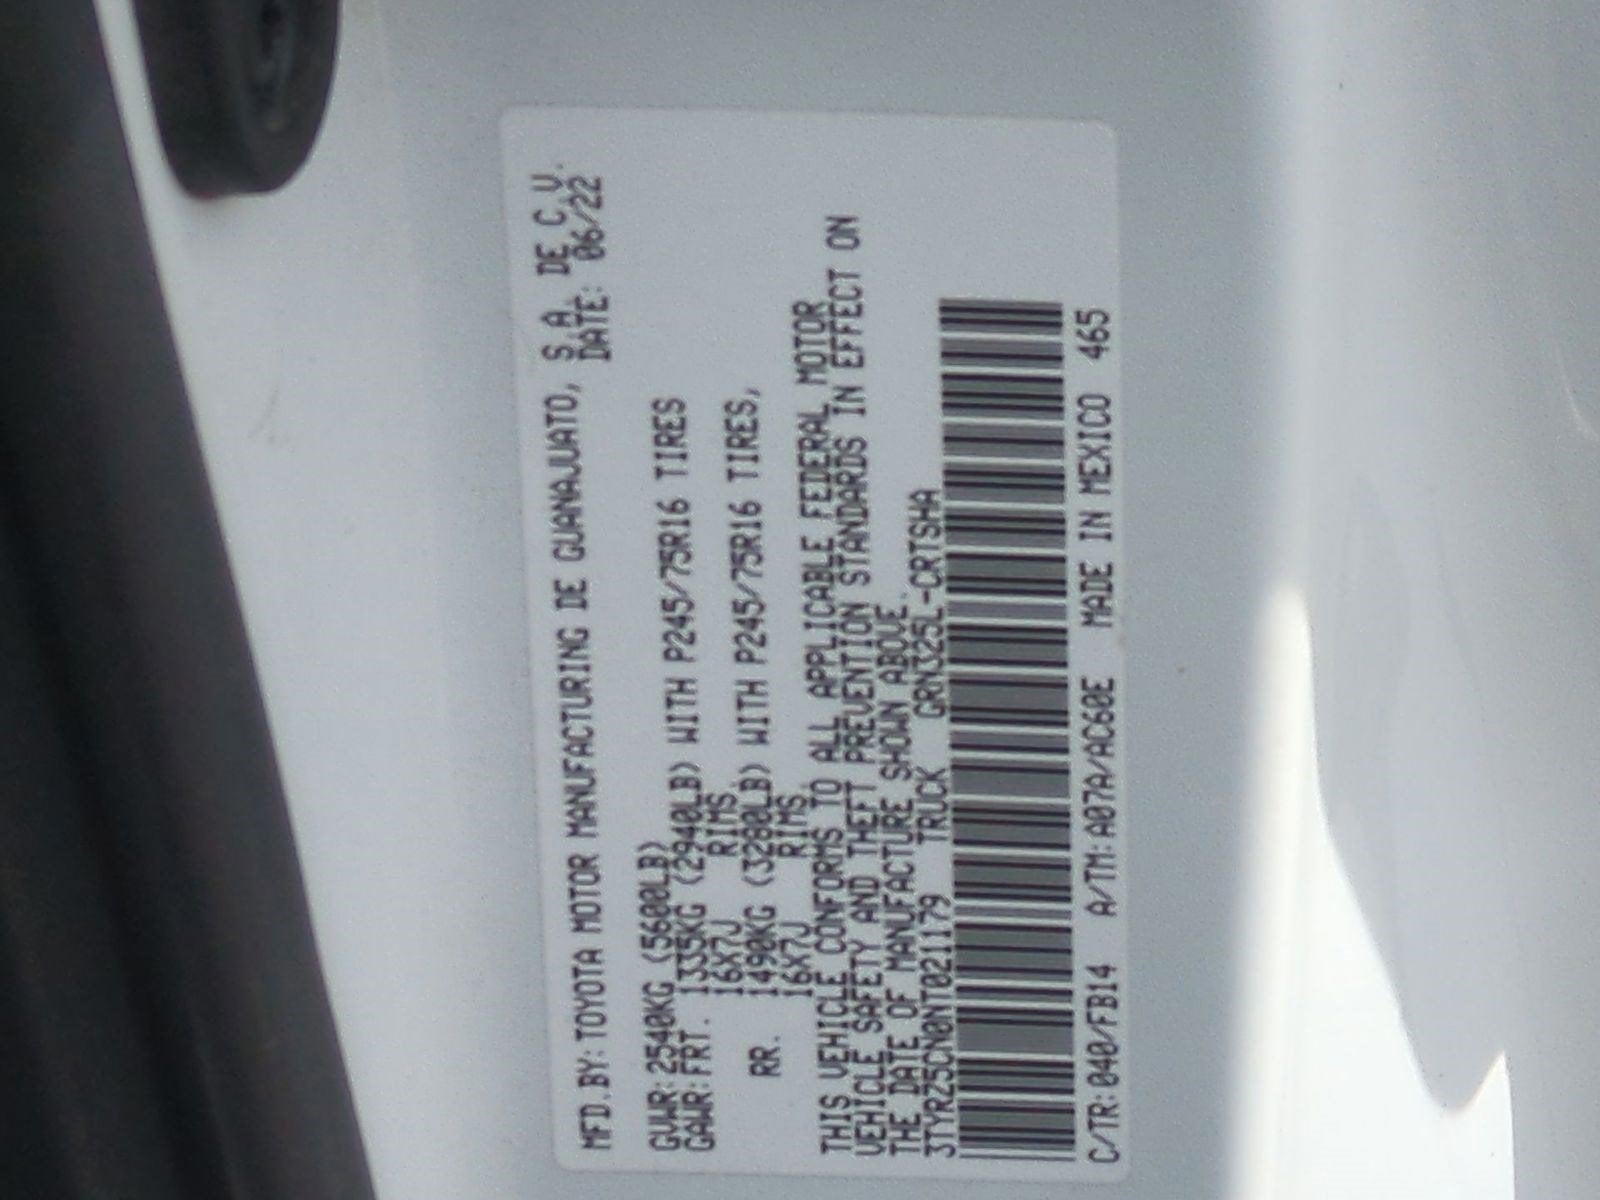 MFD.BY:TOYOTA MOTOR MANUFACTURING DE GUANAJUATO, S.A. DE C.V.
DATE: 06/22
GVWR:2540KG (5600LB)
GAWR:FRT. 1335KG (2940LB) WITH P245/75R16 TIRES
16X7J RIMS
RR. 1490KG (3280LB) WITH P245/75R16 TIRES,
16X7J RIMS
THIS VEHICLE CONFORMS TO ALL APPLICABLE FEDERAL MOTOR
VEHICLE SAFETY AND THEFT PREVENTION STANDARDS IN EFFECT ON
THE DATE OF MANUFACTURE SHOWN ABOVE.
3TYRZ5CN0NT021179 TRUCK GRN325L-CRTSHA
C/TR:040/FB14 A/TM:A07A/AC60E MADE IN MEXICO 465